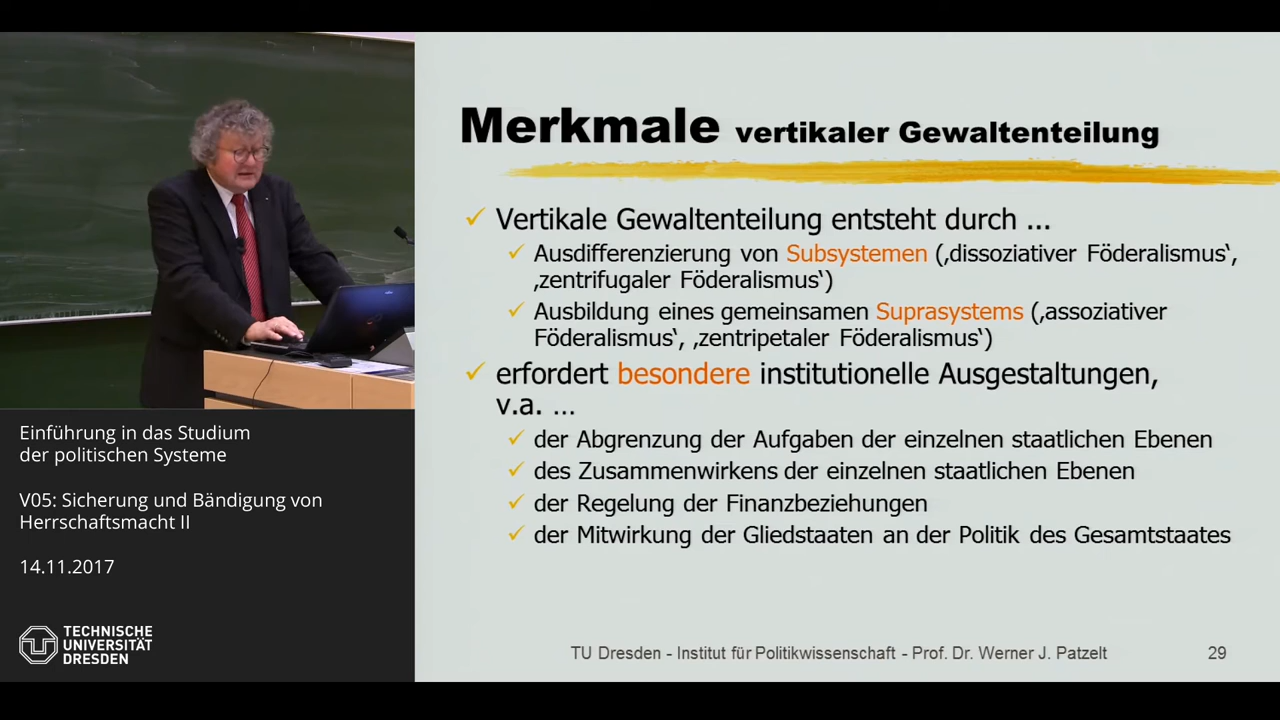 Merkmale vertikaler Gewaltenteilung
Vertikale Gewaltenteilung entsteht durch ...
Ausdifferenzierung von Subsystemen (‚dissoziativer Föderalismus‘,
‚zentrifugaler Föderalismus‘)
Ausbildung eines gemeinsamen Suprasystems (‚assoziativer
Föderalismus‘, ‚zentripetaler Föderalismus‘)
erfordert besondere institutionelle Ausgestaltungen,
v.a. ...
der Abgrenzung der Aufgaben der einzelnen staatlichen Ebenen
des Zusammenwirkens der einzelnen staatlichen Ebenen
der Regelung der Finanzbeziehungen
der Mitwirkung der Gliedstaaten an der Politik des Gesamtstaates
TU Dresden - Institut für Politikwissenschaft - Prof. Dr. Werner J. Patzelt 29
Einführung in das Studium
der politischen Systeme
V05: Sicherung und Bändigung von
Herrschaftsmacht II
14.11.2017
TECHNISCHE
UNIVERSITÄT
DRESDEN